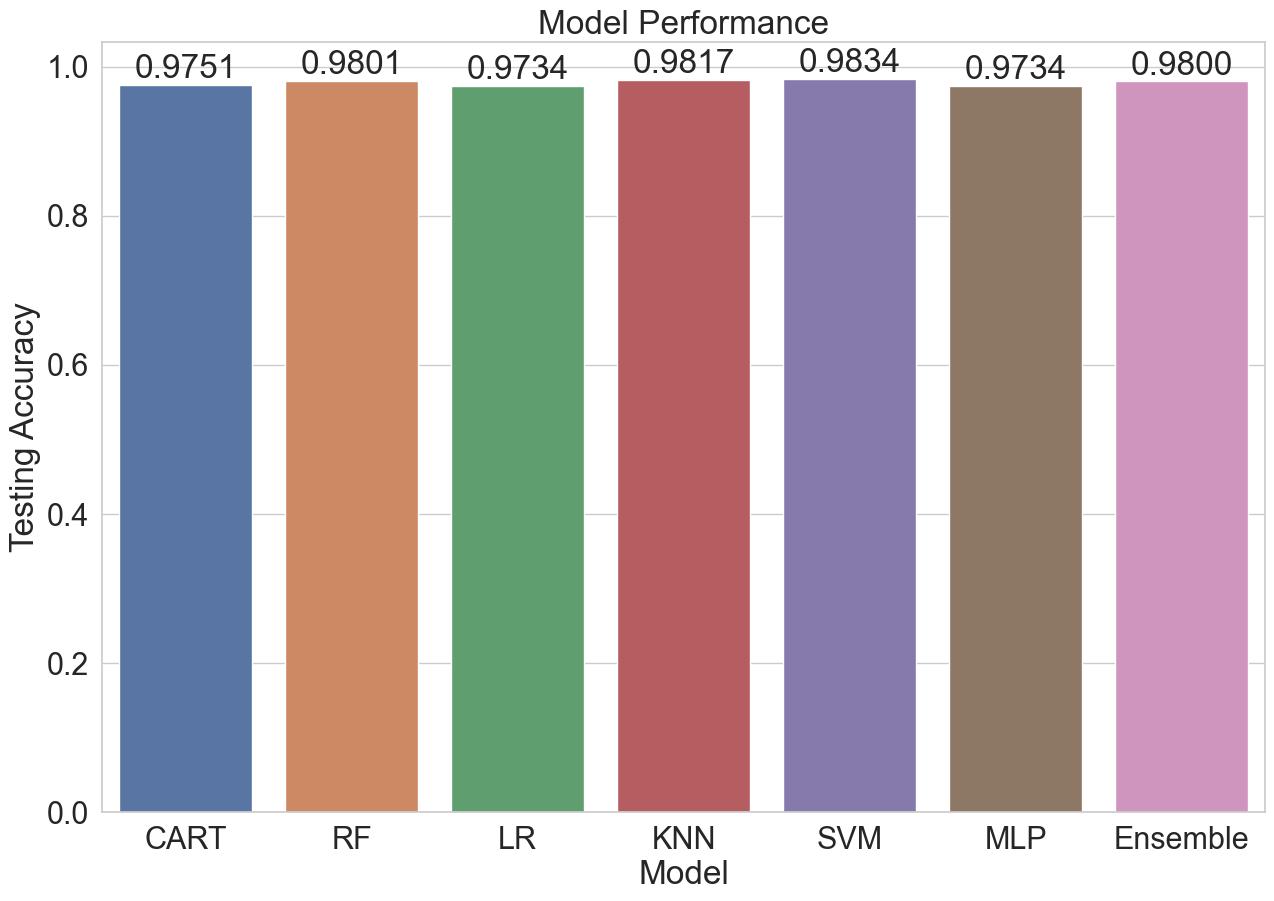 Model Performance
0.9751 0.9801 0.9734 0.9817 0.9834 0.9734 0.9800
1.0
0.8
0.6
0.4
0.2
0.0
Testing Accuracy
CART RF LR KNN SVM MLP Ensemble
Model